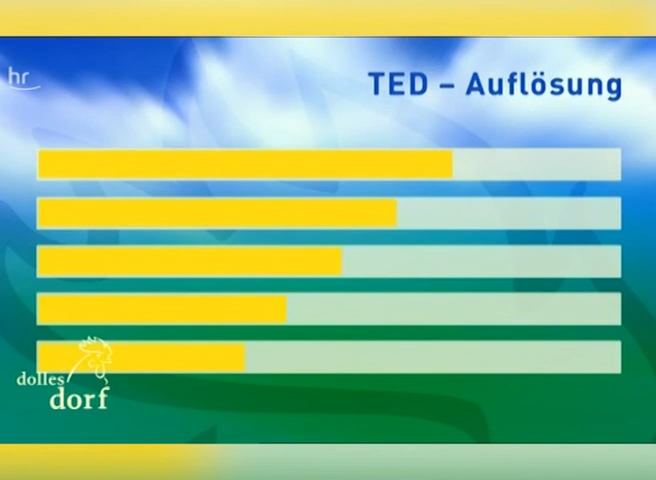 hr
TED – Auflösung
dolles
dorf